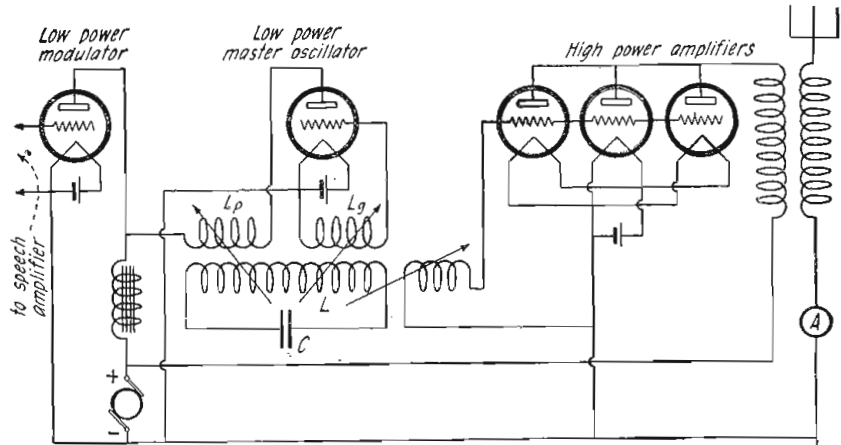 Low power
modulator
Low power
master oscillator
High power amplifiers
to speech
amplifier
Lp
Lg
L
C
A
+
-